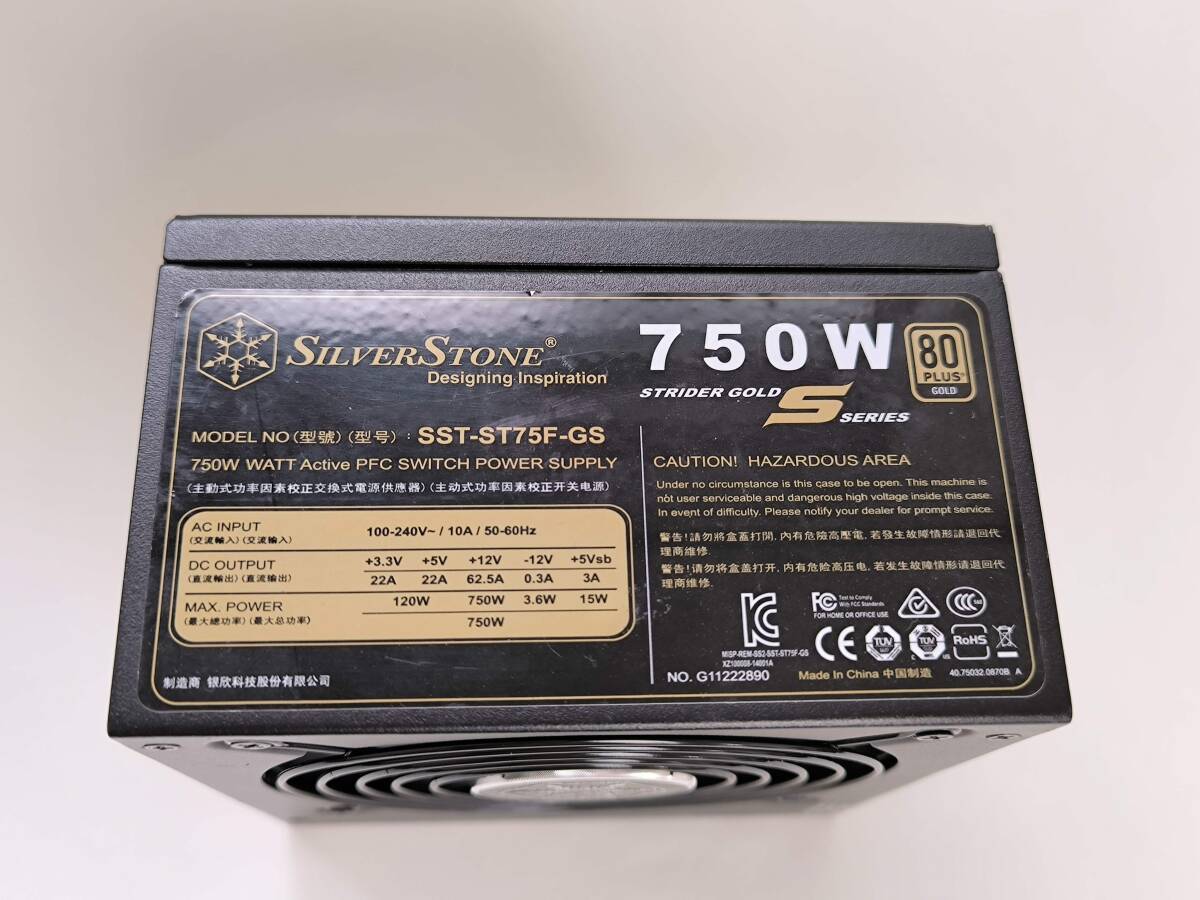 SILVERSTONE®
Designing Inspiration
750W
80
PLUS®
GOLD
STRIDER GOLD S SERIES
MODEL NO (型號) (型号) : SST-ST75F-GS
750W WATT Active PFC SWITCH POWER SUPPLY
(主動式功率因素校正交換式電源供應器) (主动式功率因素校正开关电源)
AC INPUT 100-240V~ / 10A / 50-60Hz
(交流輸入) (交流输入)
DC OUTPUT +3.3V +5V +12V -12V +5Vsb
(直流輸出) (直流输出) 22A 22A 62.5A 0.3A 3A
MAX. POWER 120W 750W 3.6W 15W
(最大總功率) (最大总功率) 750W
制造商 银欣科技股份有限公司
CAUTION! HAZARDOUS AREA
Under no circumstance is this case to be open. This machine is
not user serviceable and dangerous high voltage inside this case.
In event of difficulty. Please notify your dealer for prompt service.
警告!請勿將盒蓋打開, 內有危險高壓電, 若發生故障情形請退回代
理商維修.
警告!请勿将盒盖打开, 内有危险高压电, 若发生故障情形请退回代
理商维修.
FC Test to Comply
With FCC Standards
FOR HOME OR OFFICE USE
CCC
CE TUV TUV RoHS
MISP-REM-SS2-SST-ST75F-GS
XZ100008-14001A
NO. G11222890
Made In China 中国制造 40.75032.0870B A